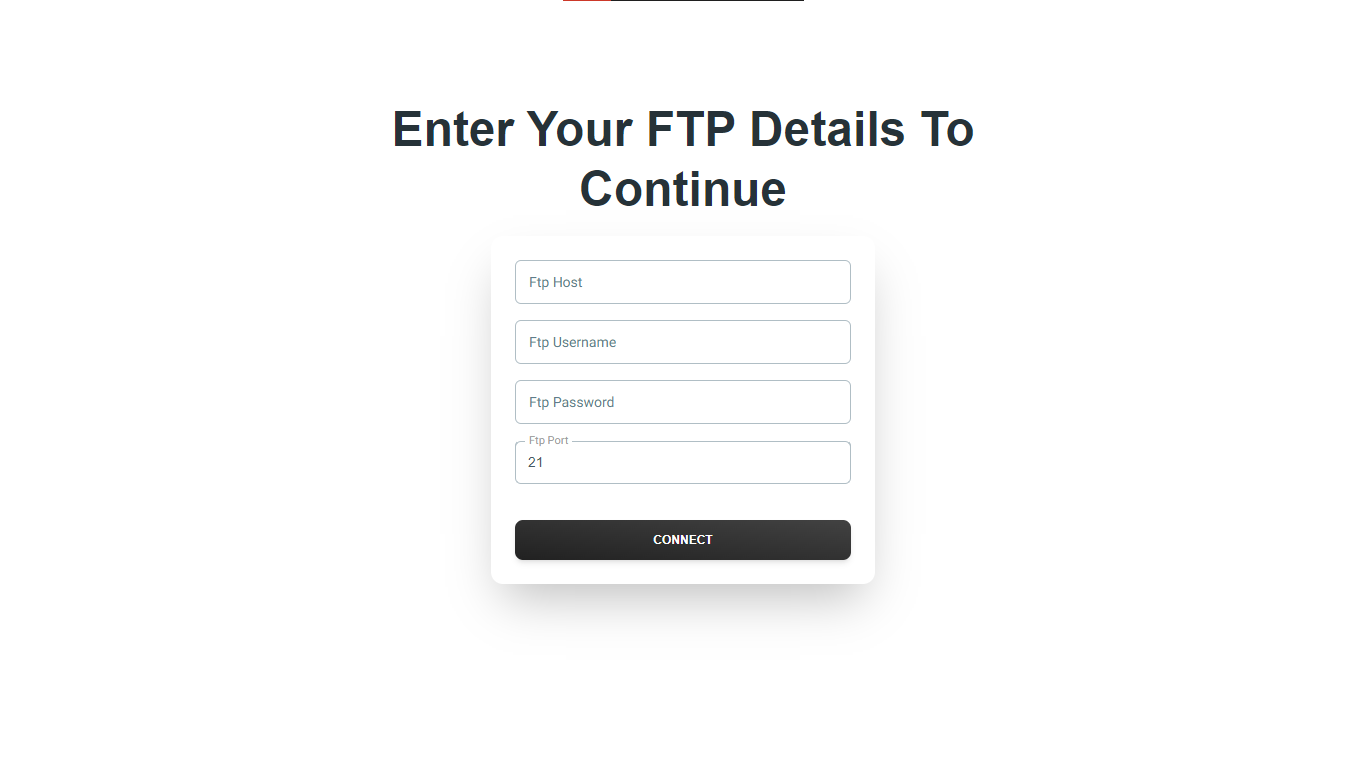 Enter Your FTP Details To
Continue
Ftp Host
Ftp Username
Ftp Password
Ftp Port
21
CONNECT